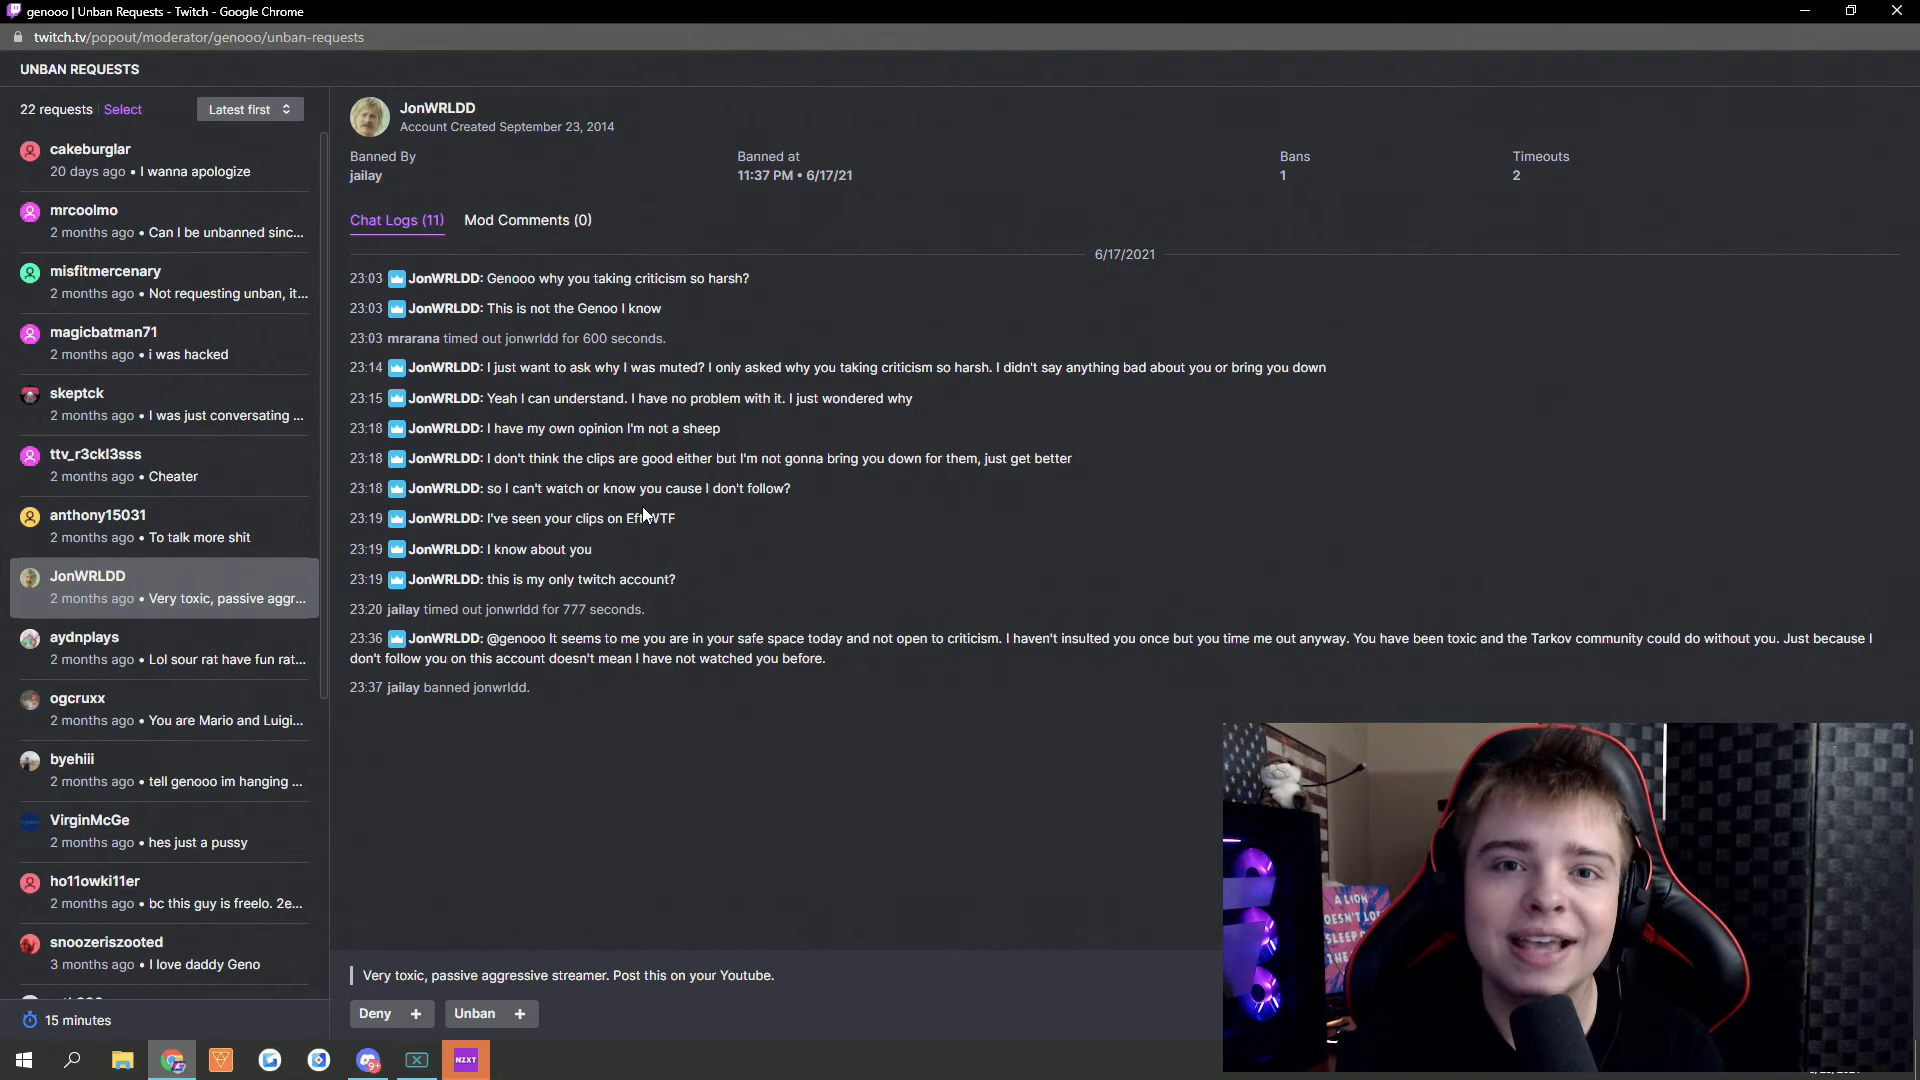 genooo | Unban Requests - Twitch - Google Chrome
twitch.tv/popout/moderator/genooo/unban-requests
UNBAN REQUESTS
22 requests Select Latest first
cakeburglar
20 days ago • I wanna apologize
mrcoolmo
2 months ago • Can I be unbanned sinc...
misfitmercenary
2 months ago • Not requesting unban, it...
magicbatman71
2 months ago • i was hacked
skeptck
2 months ago • I was just conversating ...
ttv_r3ckl3sss
2 months ago • Cheater
anthony15031
2 months ago • To talk more shit
JonWRLDD
2 months ago • Very toxic, passive aggr...
aydnplays
2 months ago • Lol sour rat have fun rat...
ogcruxx
2 months ago • You are Mario and Luigi...
byehiii
2 months ago • tell genooo im hanging ...
VirginMcGe
2 months ago • hes just a pussy
ho11owki11er
2 months ago • bc this guy is freelo. 2e...
snoozeriszooted
3 months ago • I love daddy Geno
15 minutes
JonWRLDD
Account Created September 23, 2014
Banned By Banned at Bans Timeouts
jailay 11:37 PM • 6/17/21 1 2
Chat Logs (11) Mod Comments (0)
6/17/2021
23:03 JonWRLDD: Genooo why you taking criticism so harsh?
23:03 JonWRLDD: This is not the Genoo I know
23:03 mrarana timed out jonwrldd for 600 seconds.
23:14 JonWRLDD: I just want to ask why I was muted? I only asked why you taking criticism so harsh. I didn't say anything bad about you or bring you down
23:15 JonWRLDD: Yeah I can understand. I have no problem with it. I just wondered why
23:18 JonWRLDD: I have my own opinion I'm not a sheep
23:18 JonWRLDD: I don't think the clips are good either but I'm not gonna bring you down for them, just get better
23:18 JonWRLDD: so I can't watch or know you cause I don't follow?
23:19 JonWRLDD: I've seen your clips on EftWTF
23:19 JonWRLDD: I know about you
23:19 JonWRLDD: this is my only twitch account?
23:20 jailay timed out jonwrldd for 777 seconds.
23:36 JonWRLDD: @genooo It seems to me you are in your safe space today and not open to criticism. I haven't insulted you once but you time me out anyway. You have been toxic and the Tarkov community could do without you. Just because I
don't follow you on this account doesn't mean I have not watched you before.
23:37 jailay banned jonwrldd.
Very toxic, passive aggressive streamer. Post this on your Youtube.
Deny + Unban +
A LION
SLEEP
THE
9+
NZXT